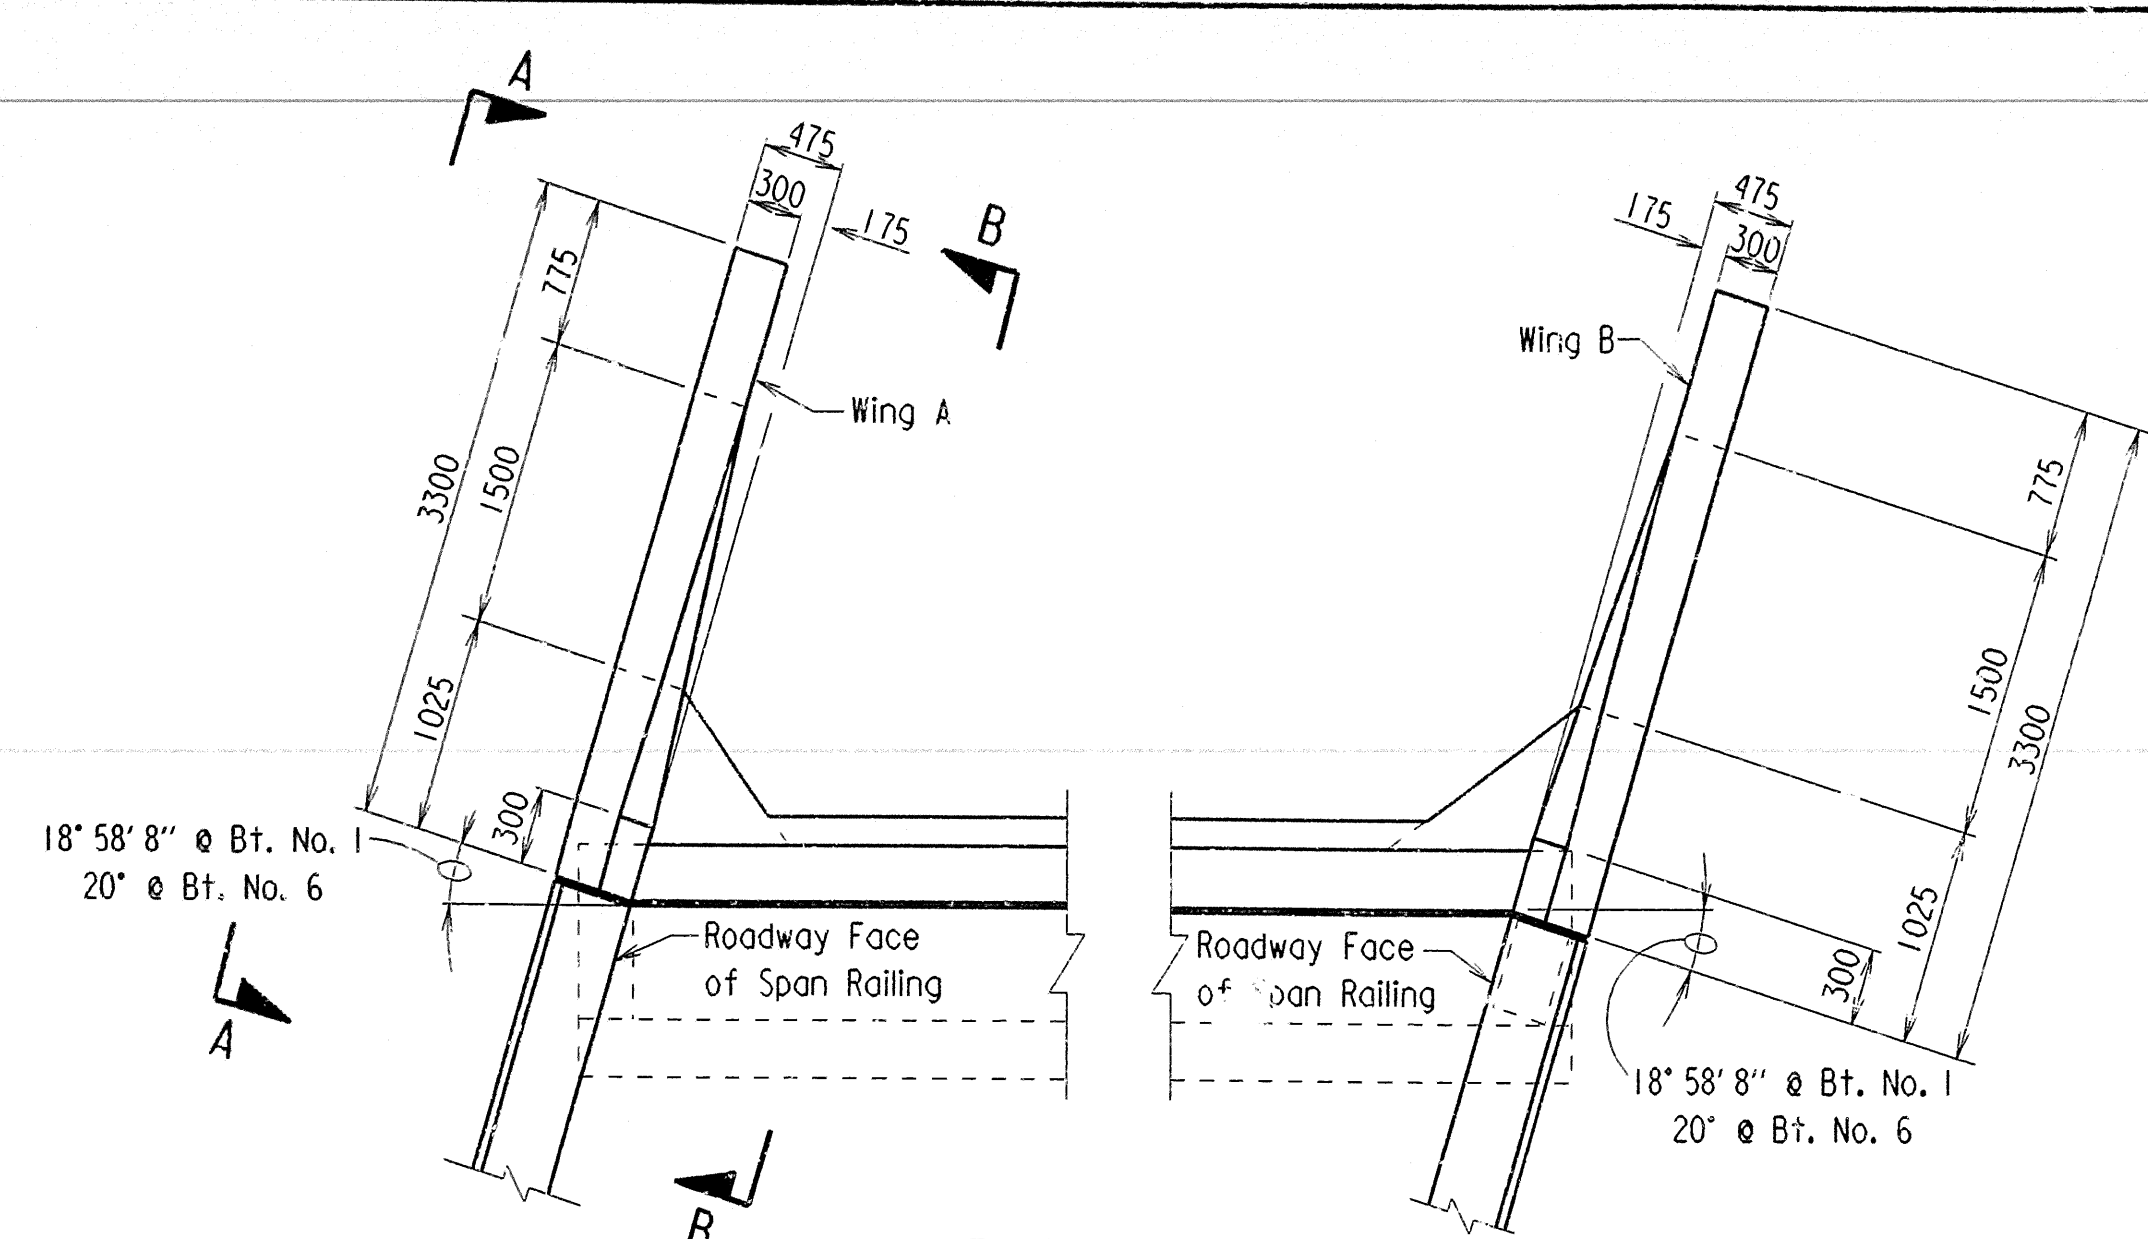 A
475
300
175
B
775
3300
1500
1025
300
Wing A
18° 58' 8" @ Bt. No. 1
20° @ Bt. No. 6
Roadway Face
of Span Railing
A
B
475
175
300
Wing B
775
1500
3300
1025
300
Roadway Face
of Span Railing
18° 58' 8" @ Bt. No. 1
20° @ Bt. No. 6